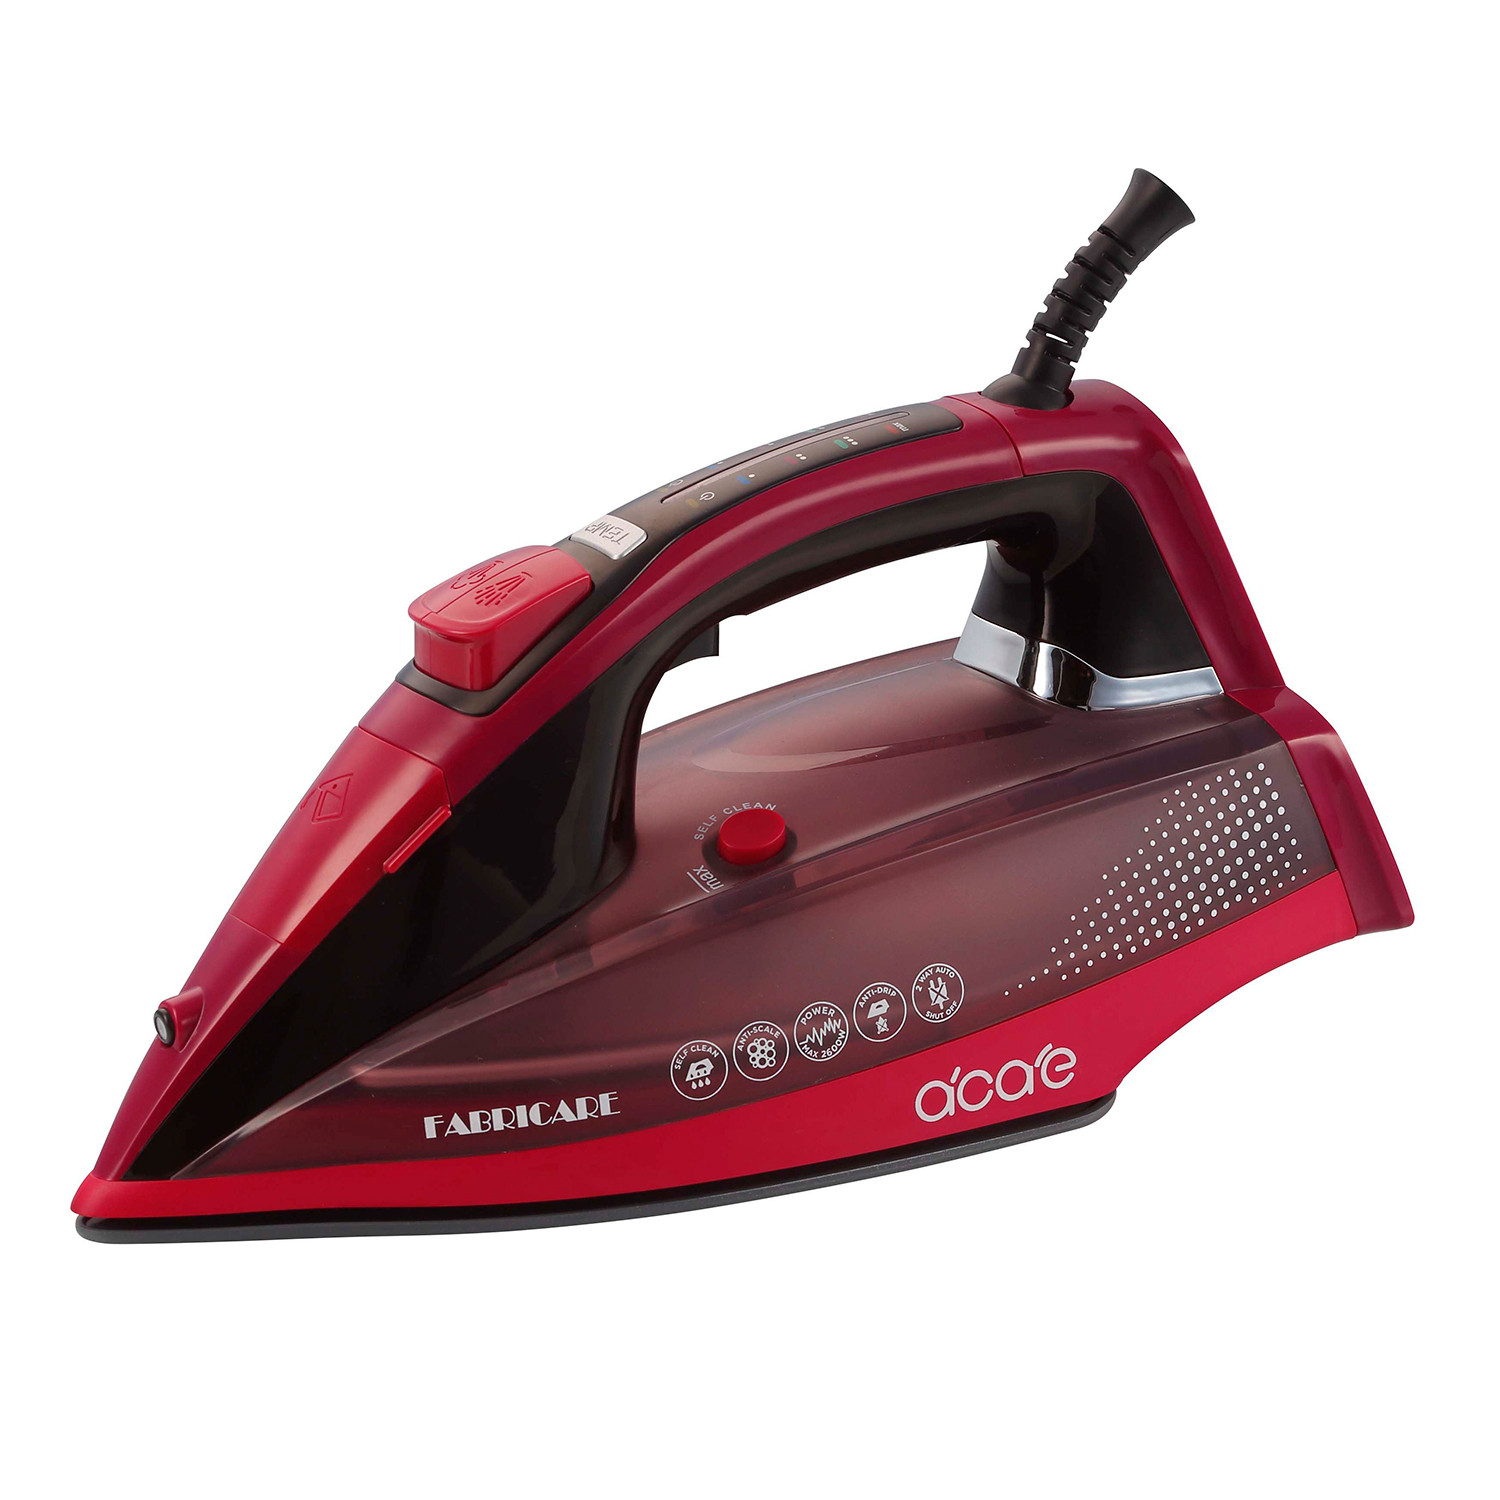 max
TEMP
SELF CLEAN
max
SELF CLEAN
ANTI-SCALE
POWER
MAX 2600W
ANTI-DRIP
2 WAY AUTO
SHUT OFF
FABRICARE
a'care